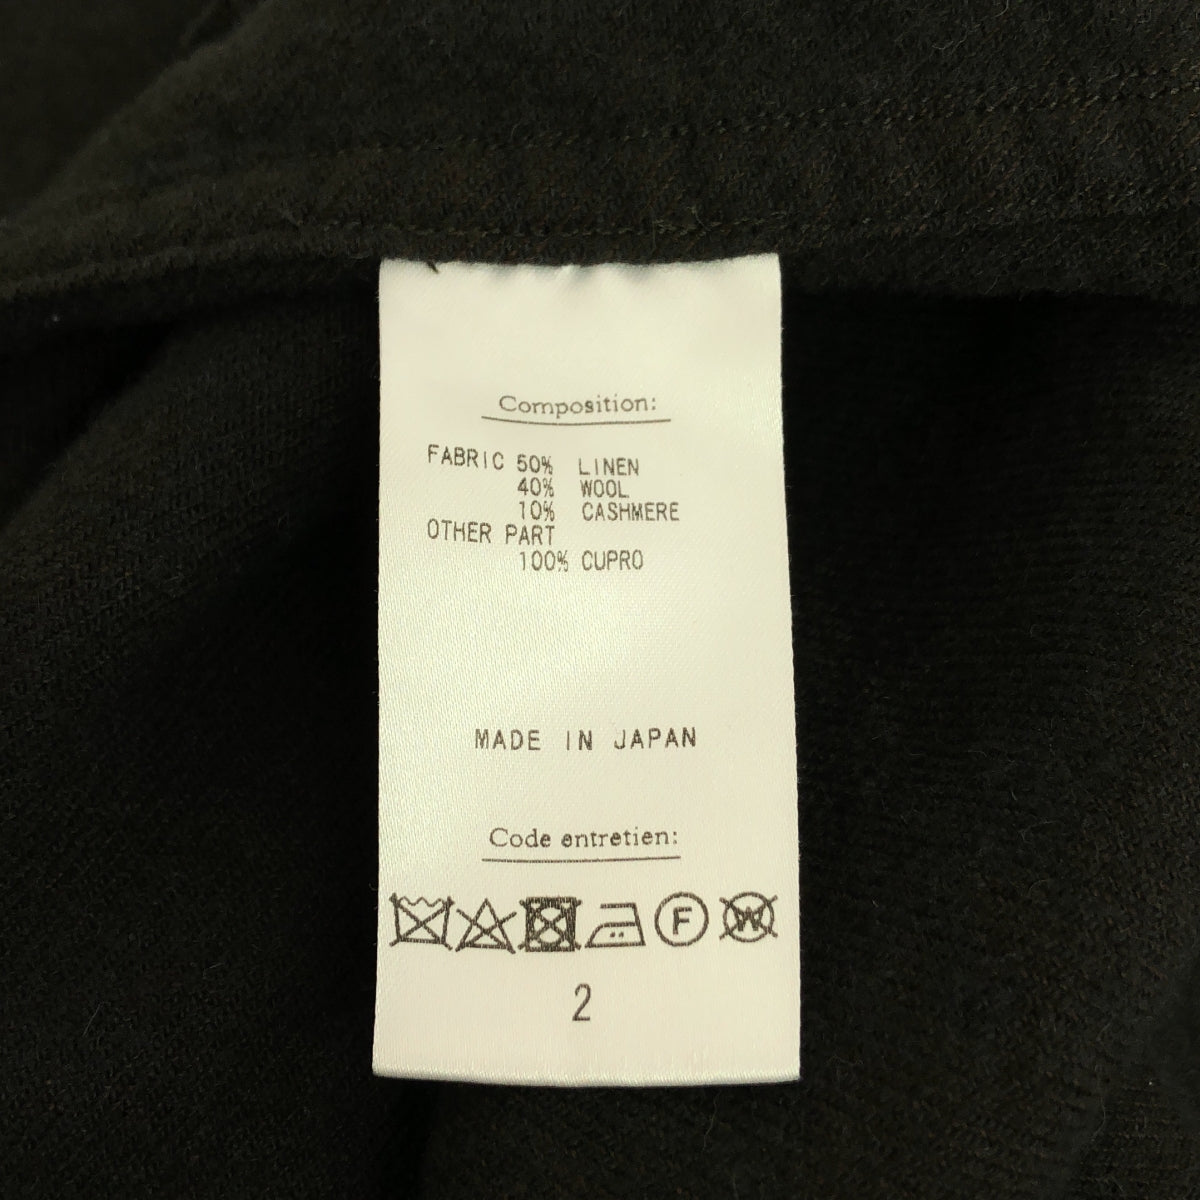 Composition:
FABRIC 50% LINEN
40% WOOL
10% CASHMERE
OTHER PART
100% CUPRO
MADE IN JAPAN
Code entretien:
F W
2